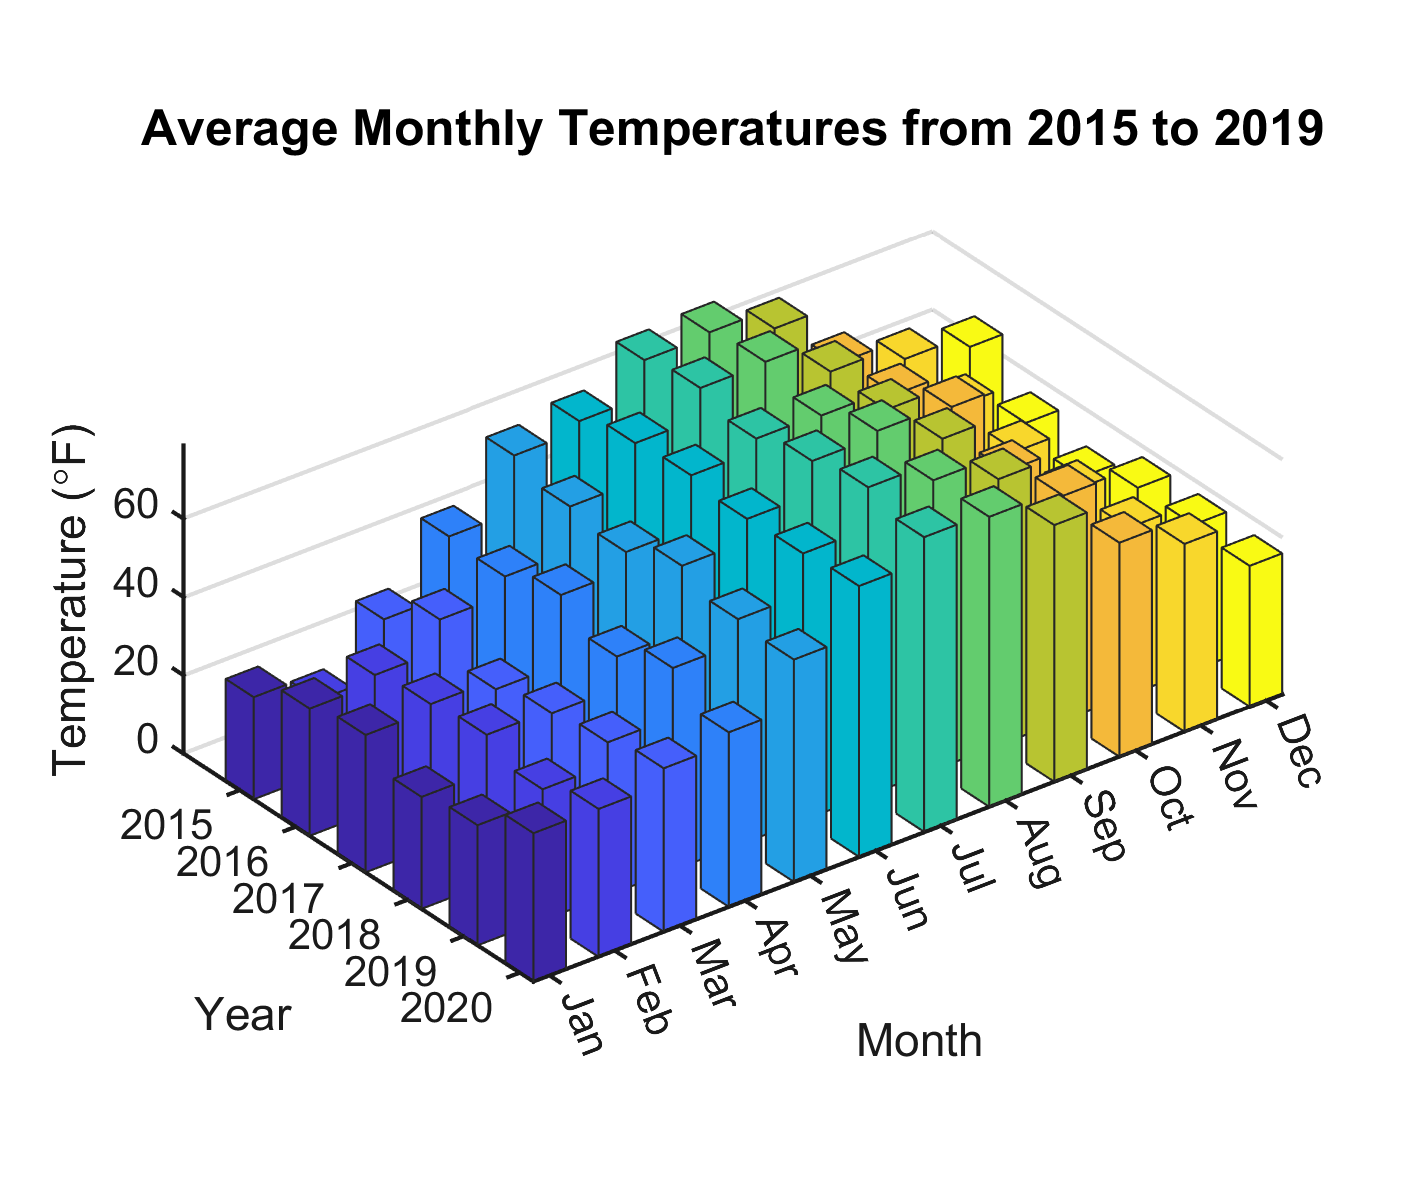 Average Monthly Temperatures from 2015 to 2019
Temperature (°F)
60
40
20
0
2015
2016
2017
2018
2019
2020
Year
Jan
Feb
Mar
Apr
May
Jun
Jul
Aug
Sep
Oct
Nov
Dec
Month